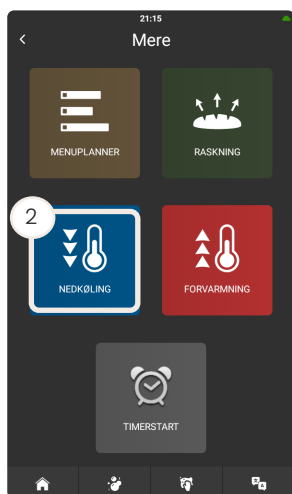 21:15
Mere
MENUPLANNER
RASKNING
2
NEDKØLING
FORVARMNING
TIMERSTART